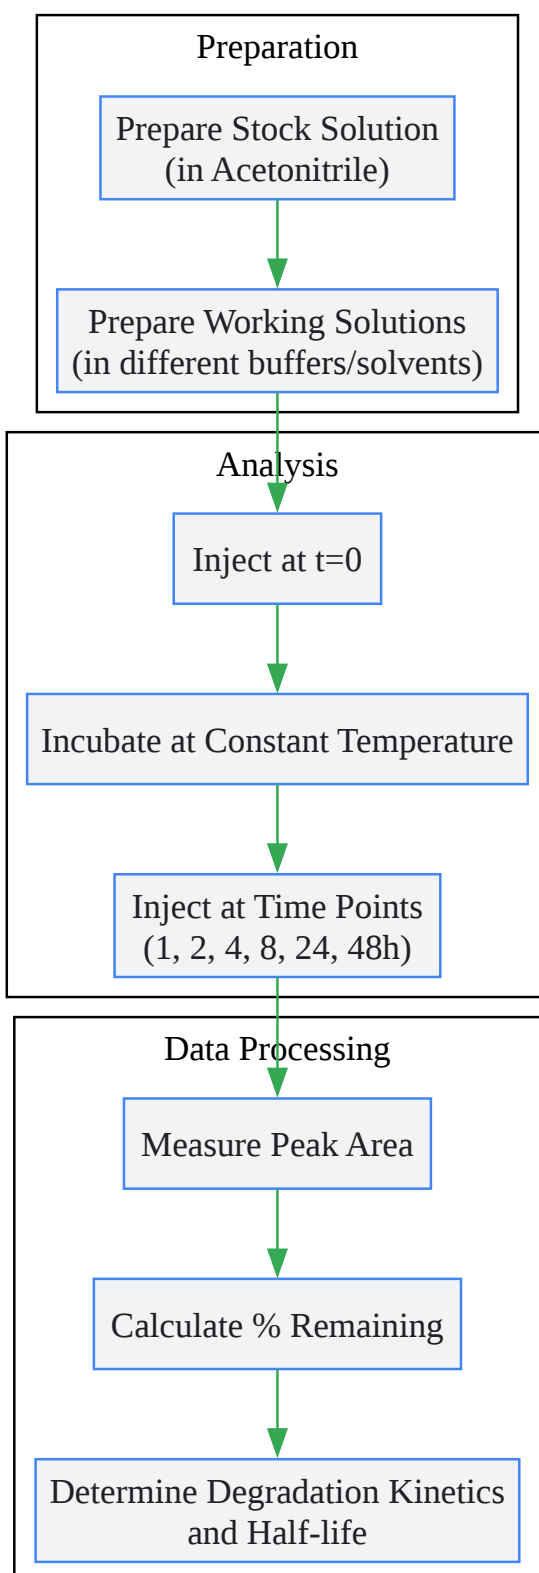 Preparation
Prepare Stock Solution
(in Acetonitrile)
Prepare Working Solutions
(in different buffers/solvents)
Analysis
Inject at t=0
Incubate at Constant Temperature
Inject at Time Points
(1, 2, 4, 8, 24, 48h)
Data Processing
Measure Peak Area
Calculate % Remaining
Determine Degradation Kinetics
and Half-life